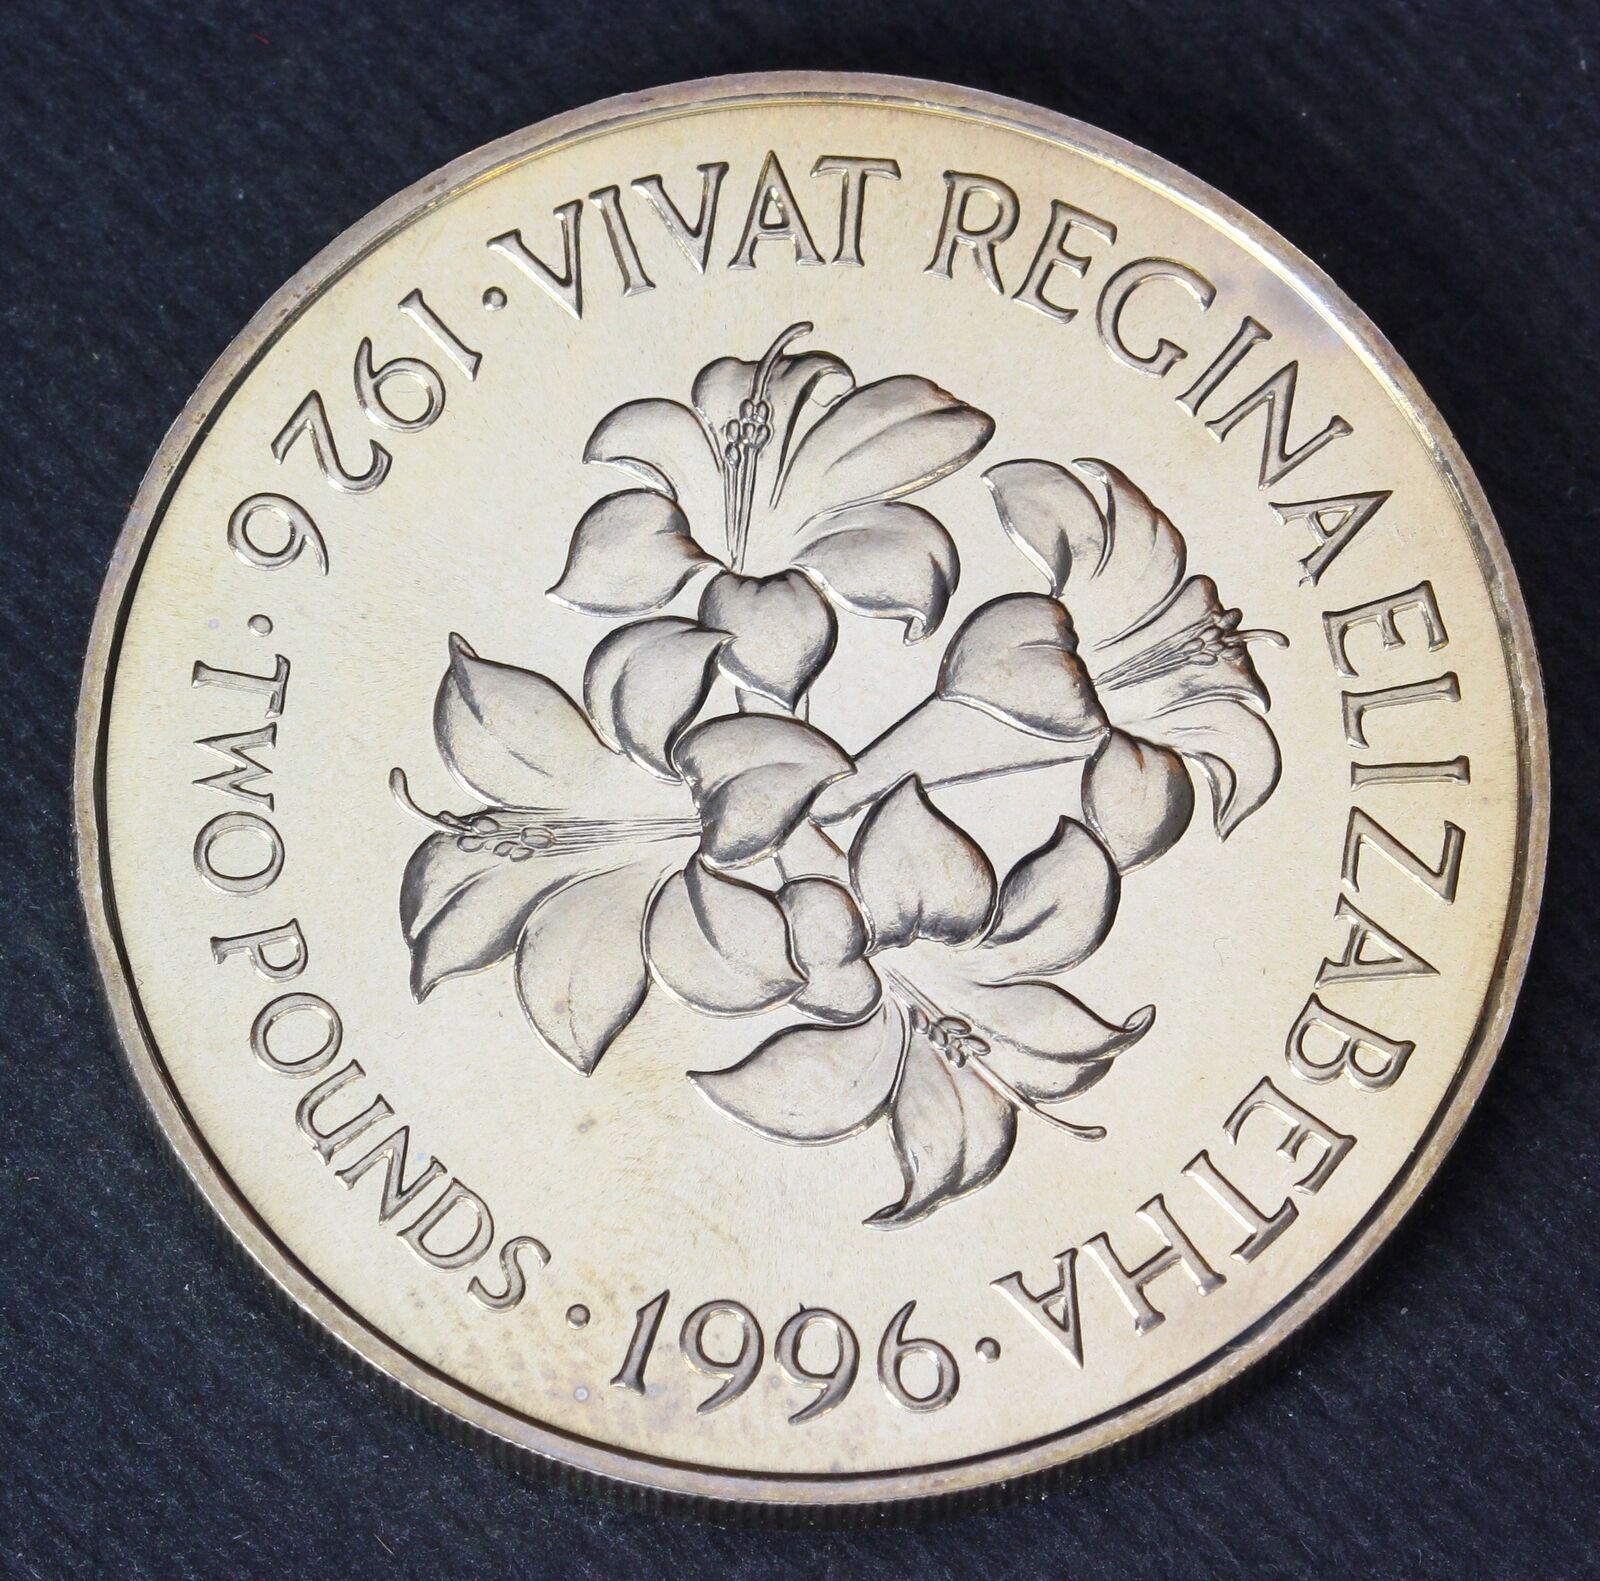 1926 · VIVAT REGINA ELIZABETHA · 1996 · TWO POUNDS ·